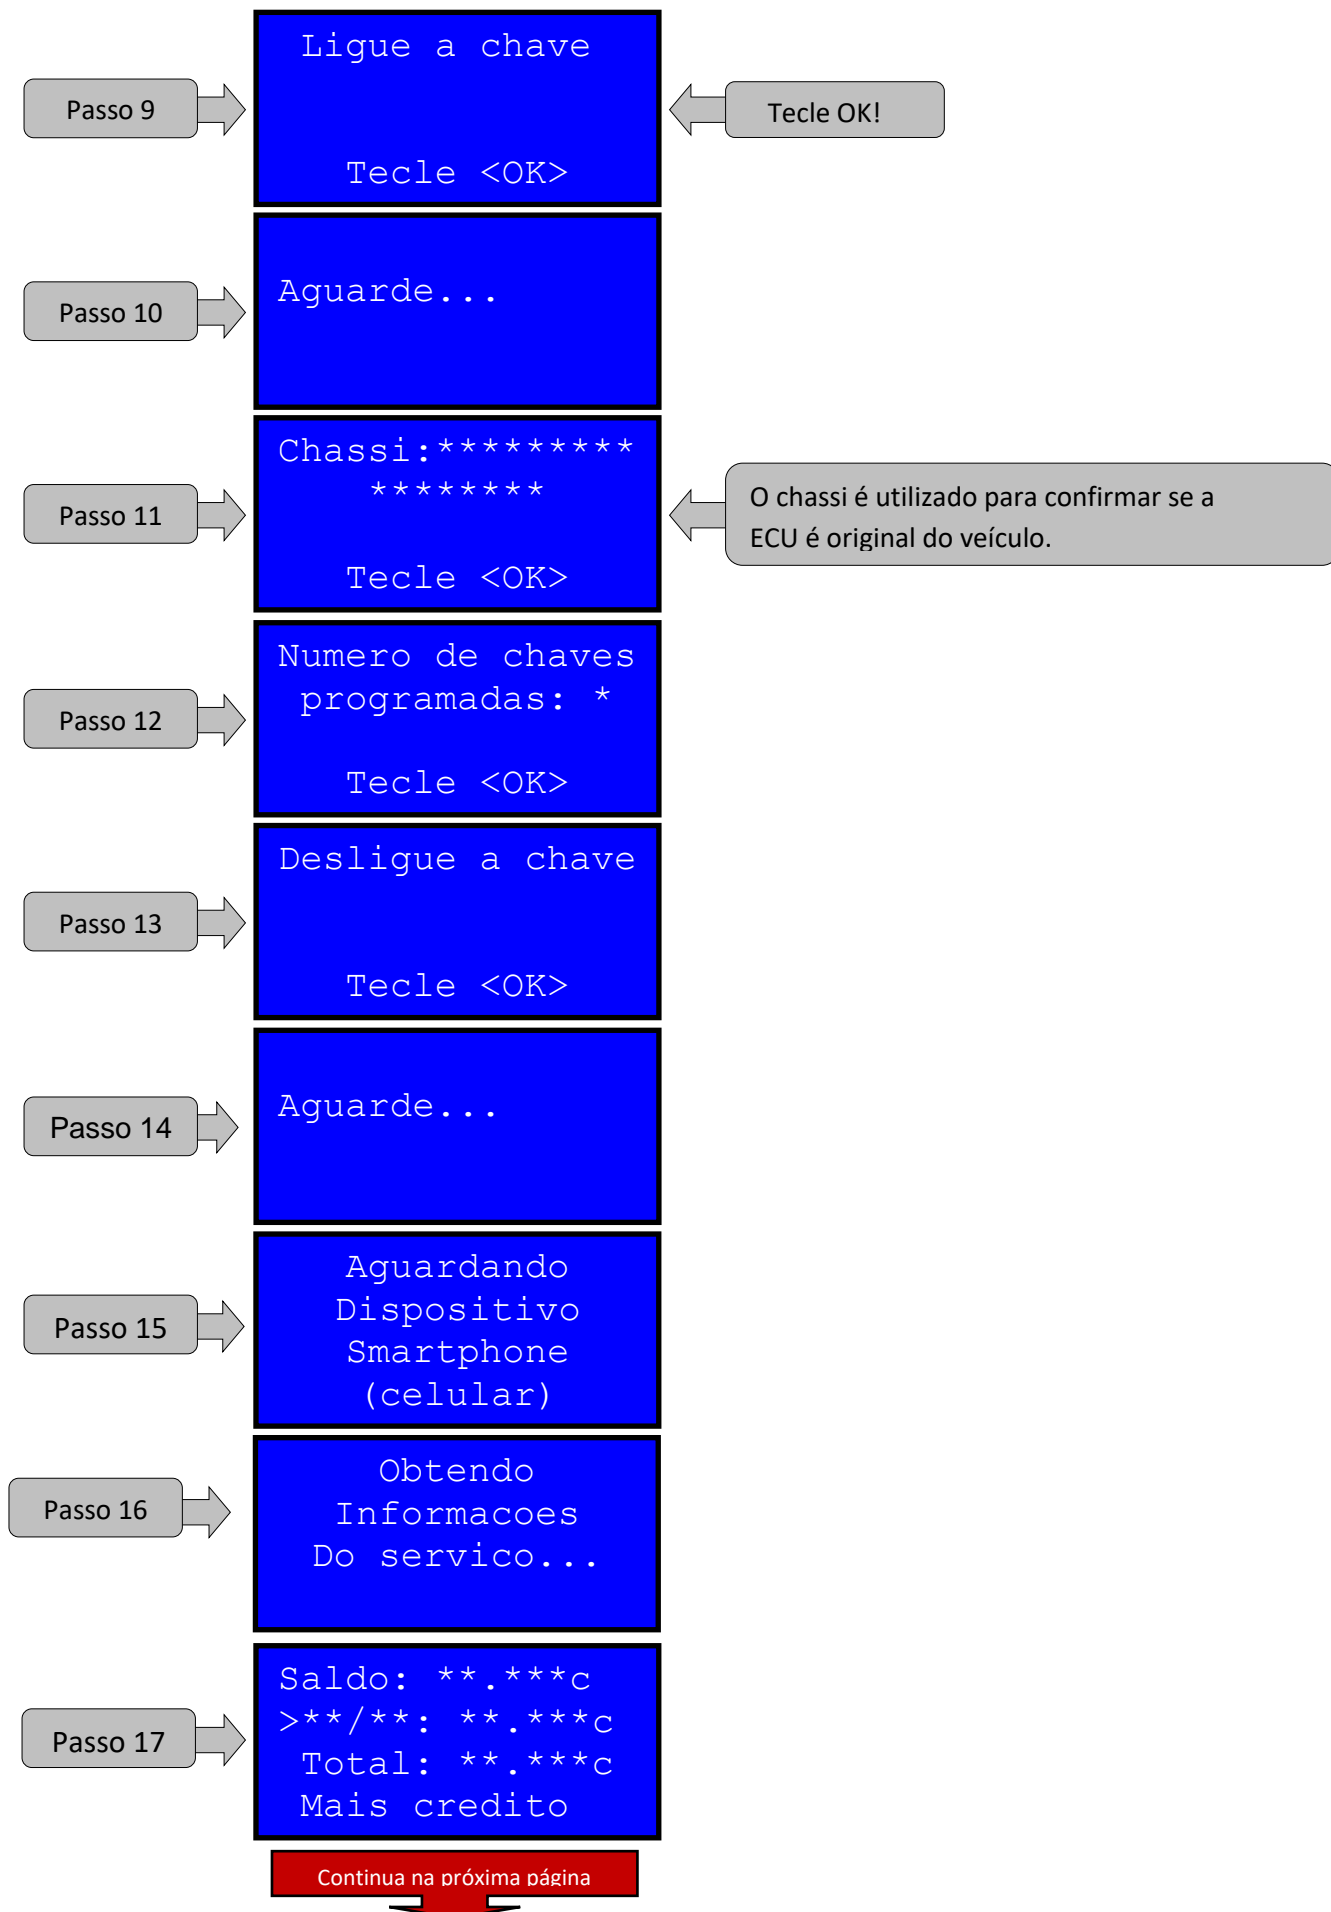 Passo 9
Ligue a chave
Tecle <OK>
Tecle OK!
Passo 10
Aguarde...
Passo 11
Chassi:*********
********
Tecle <OK>
O chassi é utilizado para confirmar se a
ECU é original do veículo.
Passo 12
Numero de chaves
programadas: *
Tecle <OK>
Passo 13
Desligue a chave
Tecle <OK>
Passo 14
Aguarde...
Passo 15
Aguardando
Dispositivo
Smartphone
(celular)
Passo 16
Obtendo
Informacoes
Do servico...
Passo 17
Saldo: **.***c
>**/**: **.***c
Total: **.***c
Mais credito
Continua na próxima página